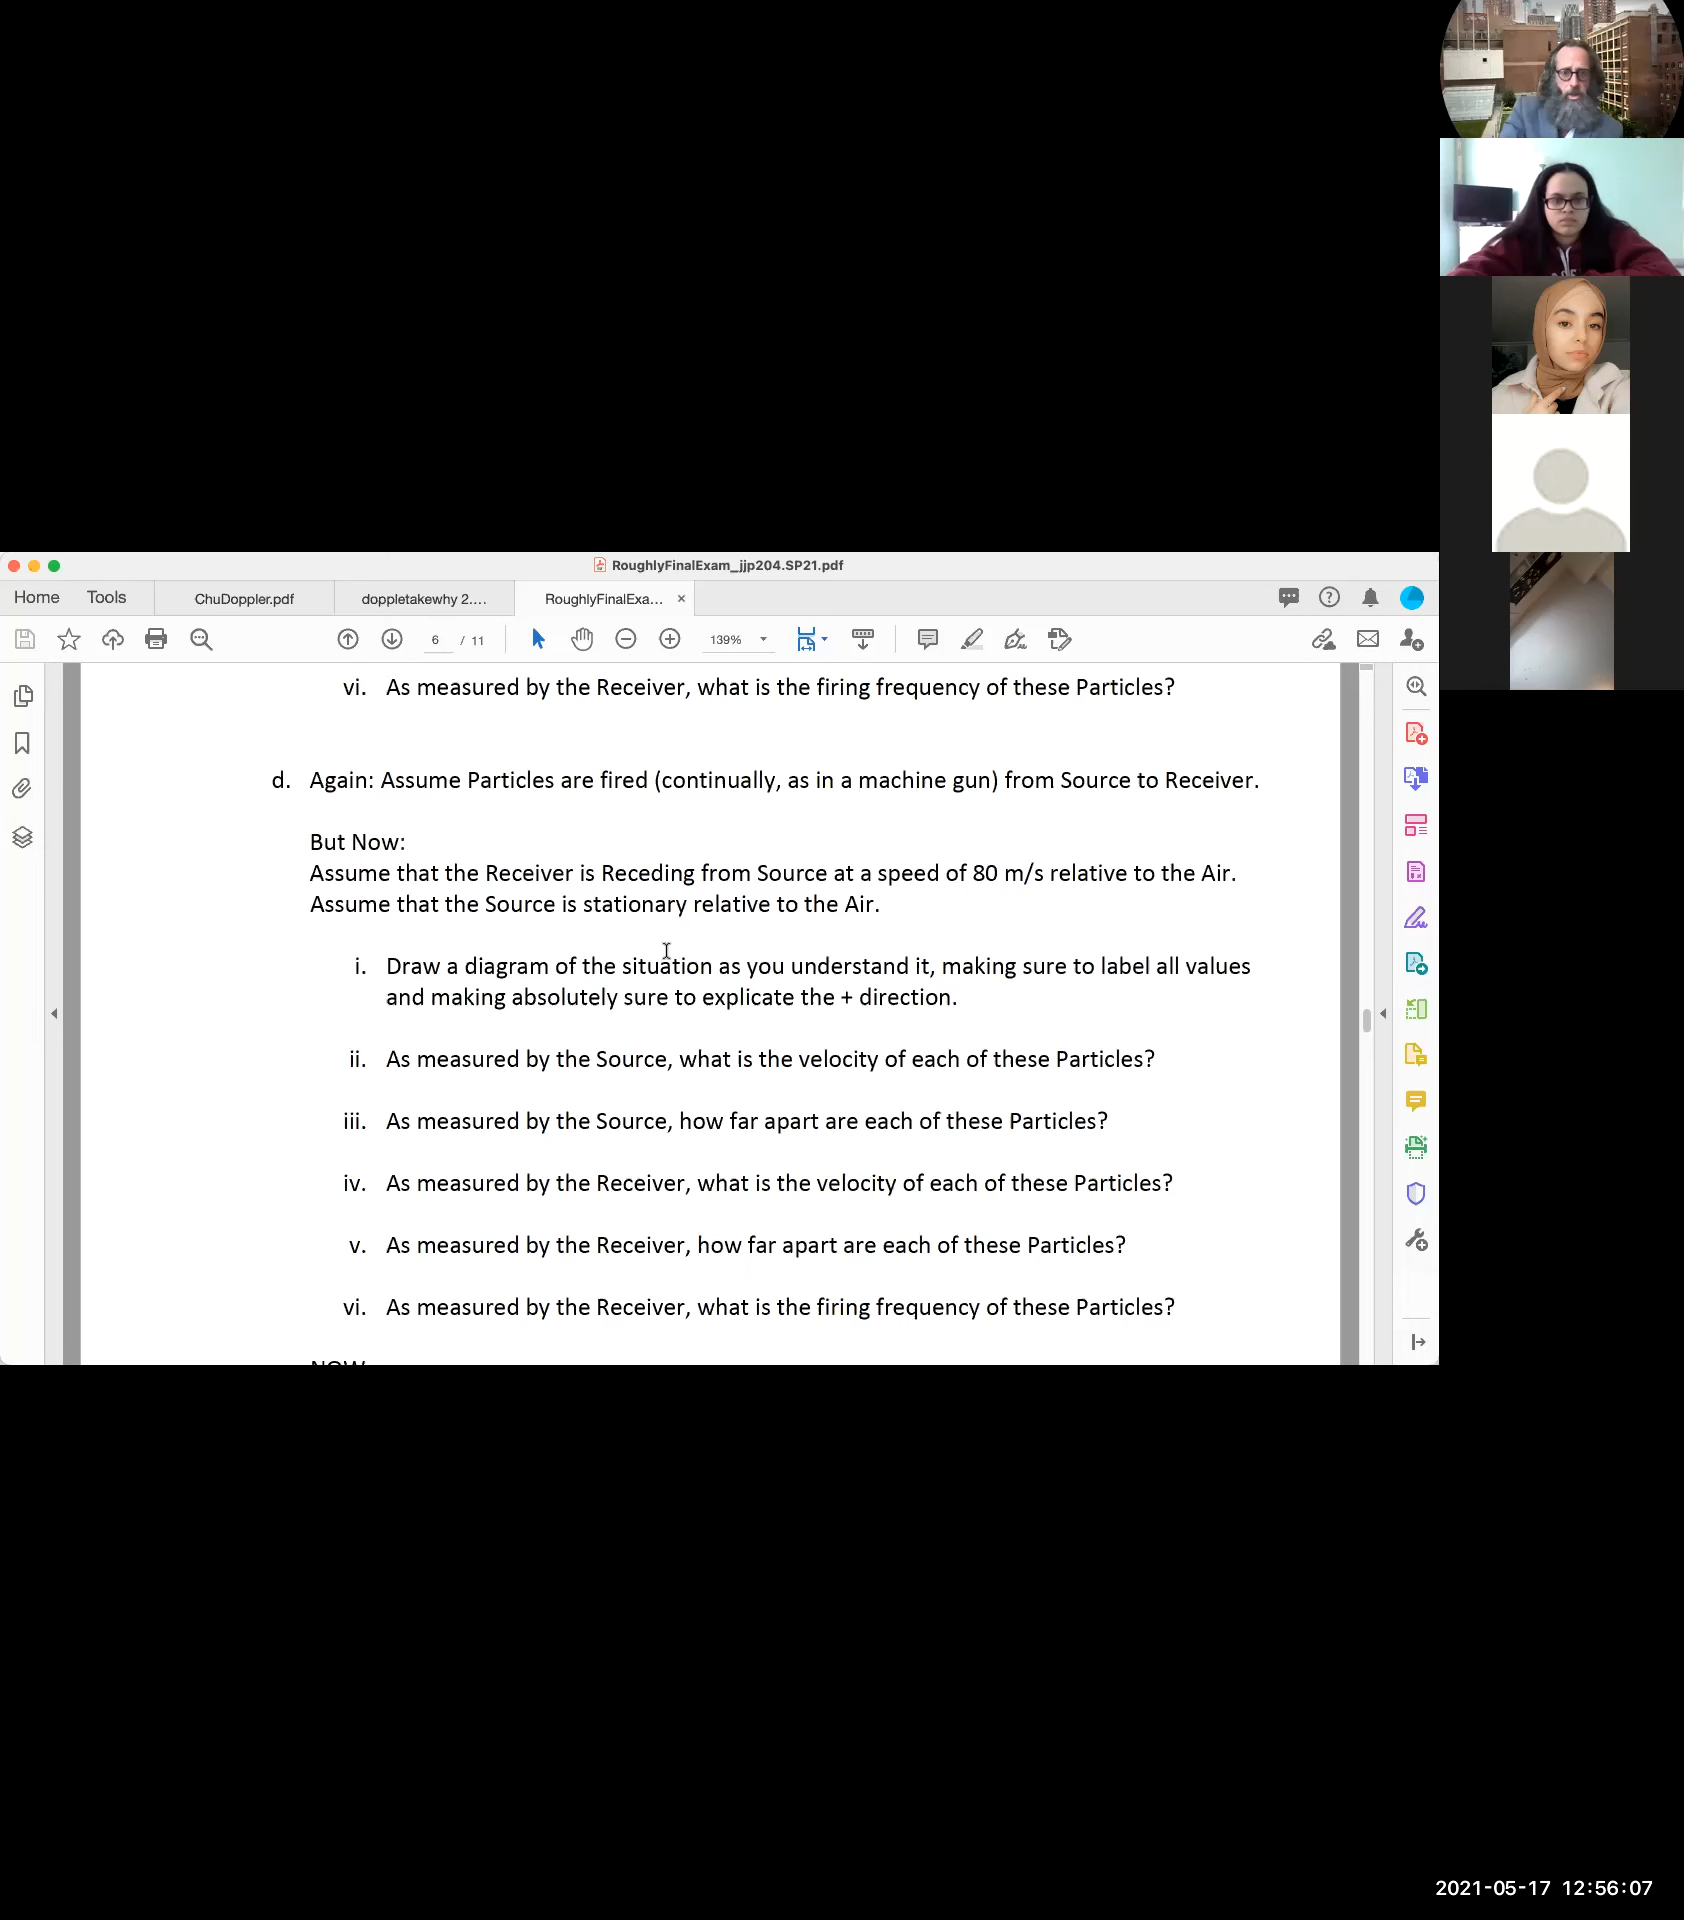 RoughlyFinalExam_jjp204.SP21.pdf
Home Tools ChuDoppler.pdf doppletakewhy 2.... RoughlyFinalExa... ×
6 / 11 139%
vi. As measured by the Receiver, what is the firing frequency of these Particles?
d. Again: Assume Particles are fired (continually, as in a machine gun) from Source to Receiver.
But Now:
Assume that the Receiver is Receding from Source at a speed of 80 m/s relative to the Air.
Assume that the Source is stationary relative to the Air.
i. Draw a diagram of the situation as you understand it, making sure to label all values
and making absolutely sure to explicate the + direction.
ii. As measured by the Source, what is the velocity of each of these Particles?
iii. As measured by the Source, how far apart are each of these Particles?
iv. As measured by the Receiver, what is the velocity of each of these Particles?
v. As measured by the Receiver, how far apart are each of these Particles?
vi. As measured by the Receiver, what is the firing frequency of these Particles?
2021-05-17 12:56:07